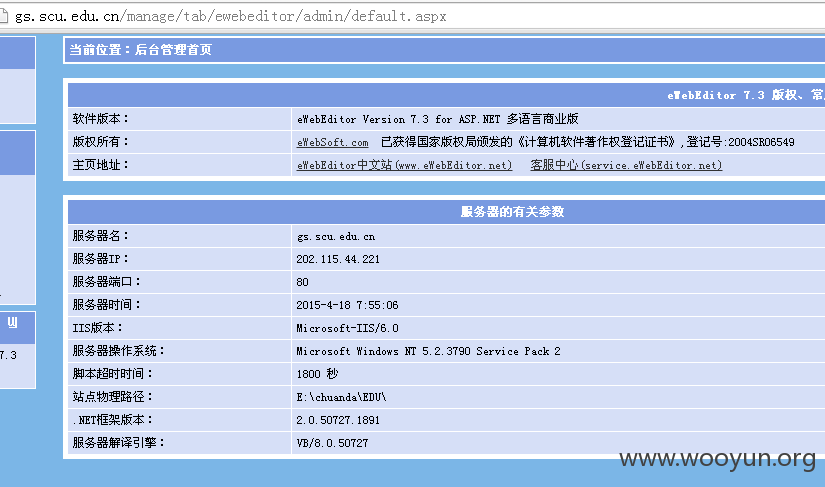 gs.scu.edu.cn/manage/tab/ewebeditor/admin/default.aspx
当前位置：后台管理首页
eWebEditor 7.3 版权、常
软件版本： eWebEditor Version 7.3 for ASP.NET 多语言商业版
版权所有： eWebSoft.com 已获得国家版权局颁发的《计算机软件著作权登记证书》,登记号:2004SR06549
主页地址： eWebEditor中文站(www.eWebEditor.net) 客服中心(service.eWebEditor.net)
服务器的有关参数
服务器名： gs.scu.edu.cn
服务器IP： 202.115.44.221
服务器端口： 80
服务器时间： 2015-4-18 7:55:06
IIS版本： Microsoft-IIS/6.0
服务器操作系统： Microsoft Windows NT 5.2.3790 Service Pack 2
7.3
脚本超时时间： 1800 秒
站点物理路径： E:\chuanda\EDU\
.NET框架版本： 2.0.50727.1891
服务器解译引擎： VB/8.0.50727
www.wooyun.org